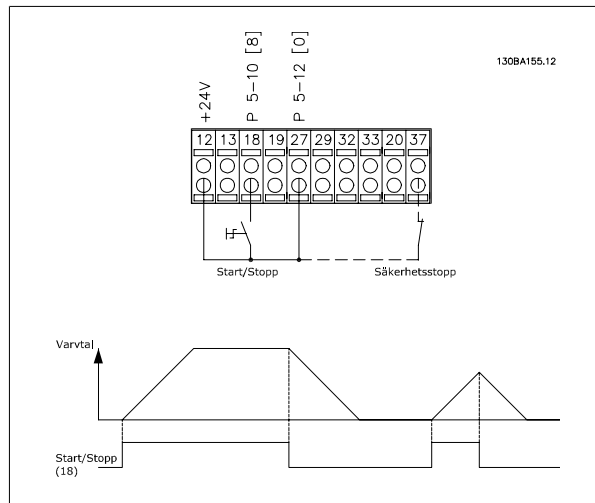 130BA155.12
+24V
P 5-10 [8]
P 5-12 [0]
12 13 18 19 27 29 32 33 20 37
Start/Stopp
Säkerhetsstopp
Varvtal
Start/Stopp
(18)